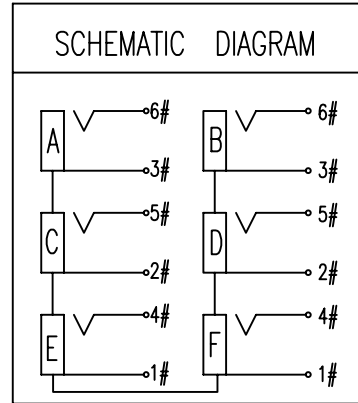 SCHEMATIC DIAGRAM
6# 6#
A B
3# 3#
5# 5#
C D
2# 2#
4# 4#
E F
1# 1#